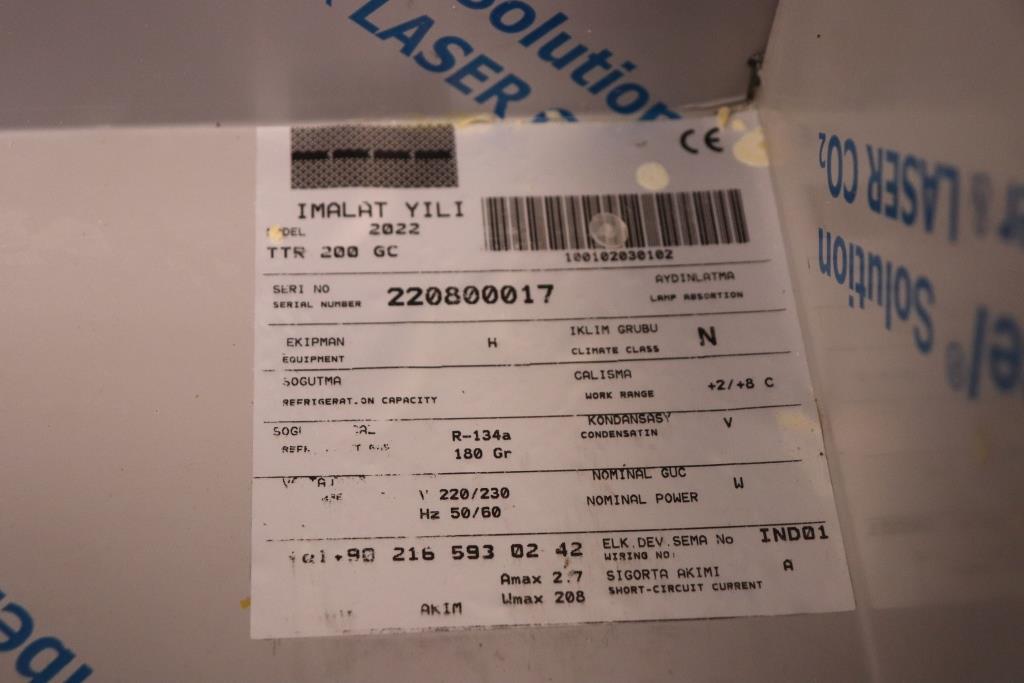 Solution
LASER
CE
IMALAT YILI
2022
TTR 200 GC
100102030102
SERI NO
SERIAL NUMBER
220800017
AYDINLATMA
LAMP ABSORTION
EKIPMAN
EQUIPMENT
H
IKLIM GRUBU
CLIMATE CLASS
N
SOGUTMA
REFRIGERAT.ON CAPACITY
CALISMA
WORK RANGE
+2/+8 C
R-134a
180 Gr
KONDANSASY
CONDENSATIN
V
V 220/230
Hz 50/60
NOMINAL GUC
NOMINAL POWER
W
+90 216 593 02 42
ELK.DEV.SEMA No
WIRING NO:
IND01
Amax 2.7
Wmax 208
SIGORTA AKIMI
SHORT-CIRCUIT CURRENT
A
AKIM
& LASER CO₂
Solution